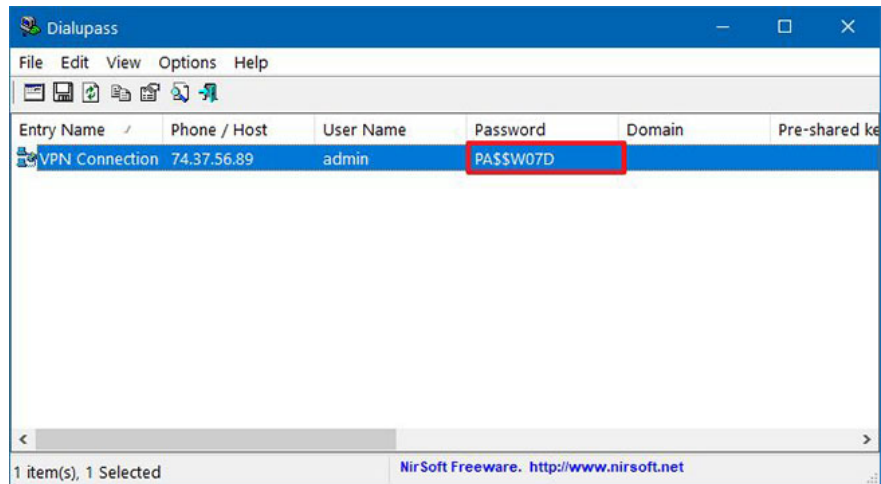 Dialupass
File Edit View Options Help
Entry Name Phone / Host User Name Password Domain Pre-shared ke
VPN Connection 74.37.56.89 admin PA$$W07D
1 item(s), 1 Selected NirSoft Freeware. http://www.nirsoft.net